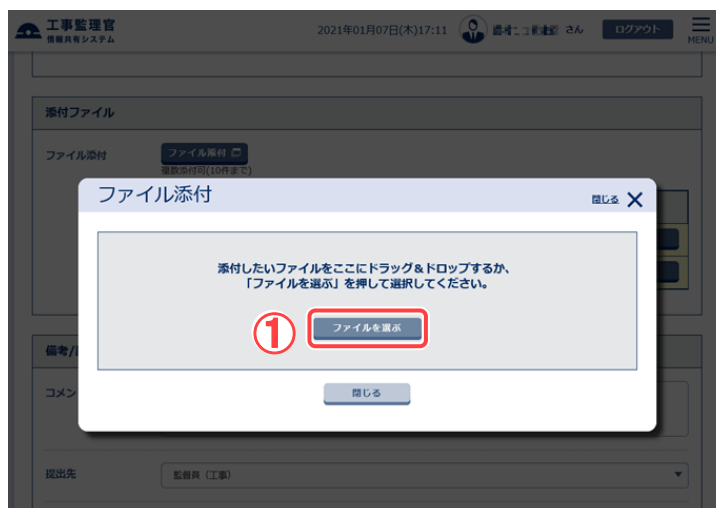 工事監理官
情報共有システム
2021年01月07日(木)17:11
さん
ログアウト
MENU
添付ファイル
ファイル添付
ファイル添付
複数添付可(10件まで)
ファイル添付
閉じる
添付したいファイルをここにドラッグ&ドロップするか、
「ファイルを選ぶ」を押して選択してください。
①
ファイルを選ぶ
備考/
閉じる
コメン
提出先
監督員（工事）